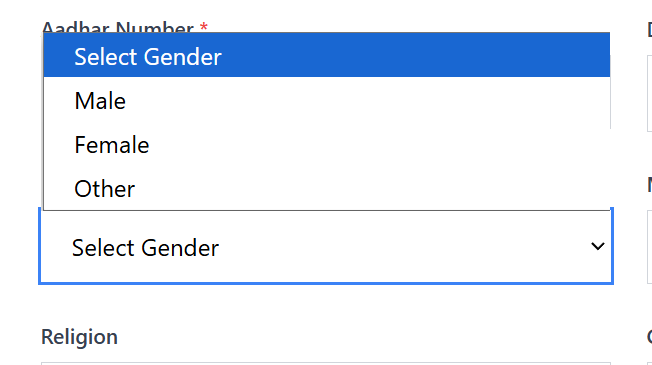 Aadhar Number *
Select Gender
Male
Female
Other
Select Gender
Religion